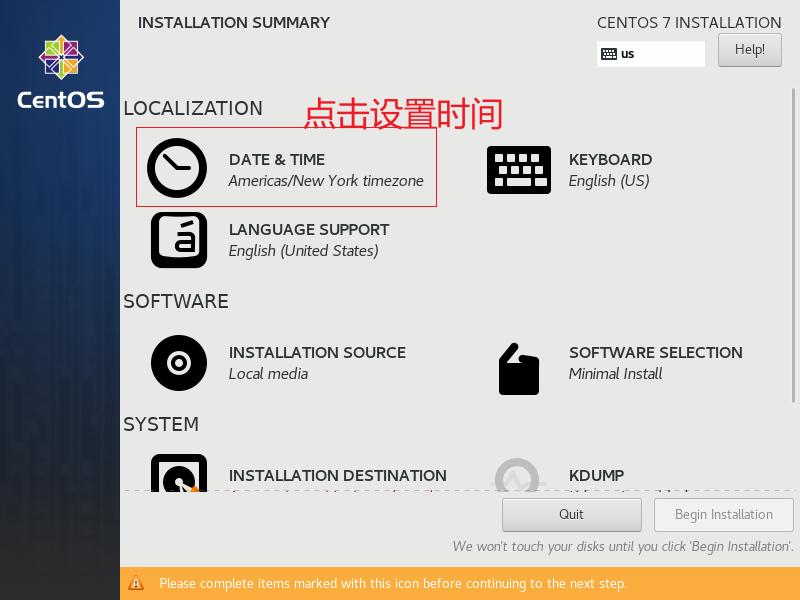 INSTALLATION SUMMARY
CENTOS 7 INSTALLATION
us
Help!
CentOS
LOCALIZATION
点击设置时间
DATE & TIME
Americas/New York timezone
KEYBOARD
English (US)
á
LANGUAGE SUPPORT
English (United States)
SOFTWARE
INSTALLATION SOURCE
Local media
SOFTWARE SELECTION
Minimal Install
SYSTEM
INSTALLATION DESTINATION
KDUMP
Quit
Begin Installation
We won't touch your disks until you click 'Begin Installation'.
Please complete items marked with this icon before continuing to the next step.